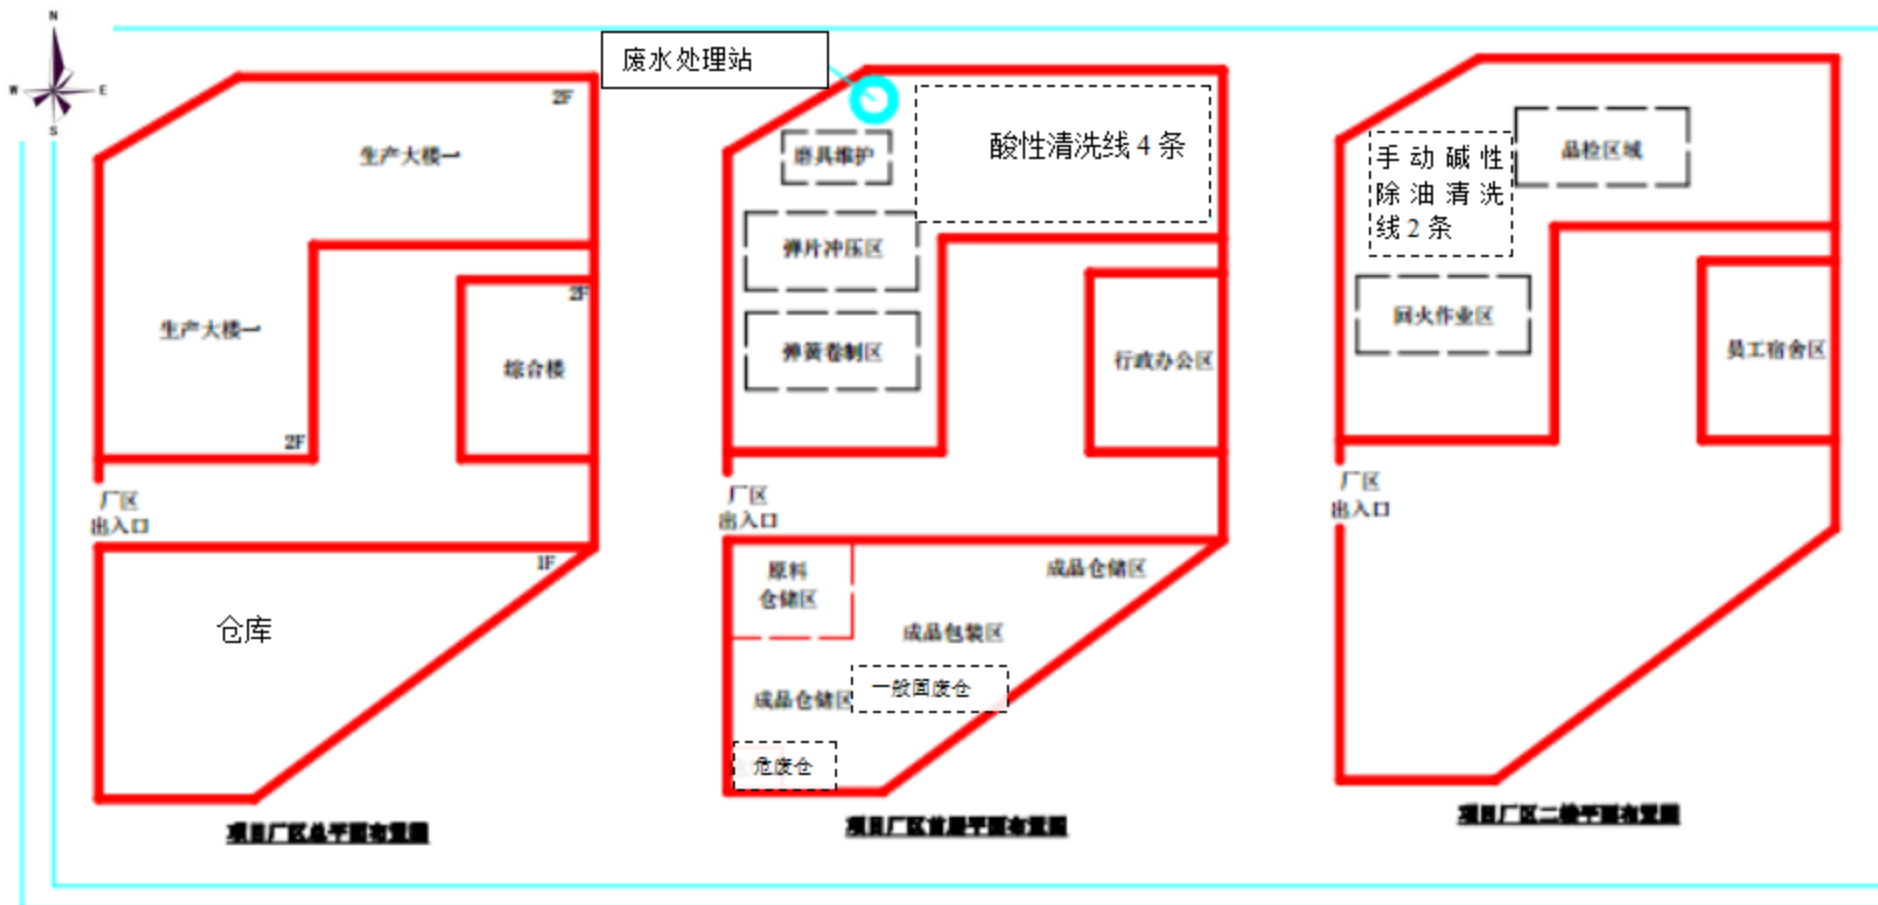 N
W
E
S
2F
生产大楼一
生产大楼一
2F
综合楼
2F
厂区
出入口
1F
仓库
项目厂区总平面布置图
废水处理站
酸性清洗线 4 条
磨具维护
弹片冲压区
弹簧卷制区
行政办公区
厂区
出入口
原料
仓储区
成品仓储区
成品包装区
一般固废仓
成品仓储区
危废仓
项目厂区首层平面布置图
手动碱性
除油清洗
线 2 条
品检区域
回火作业区
员工宿舍区
厂区
出入口
项目厂区二楼平面布置图